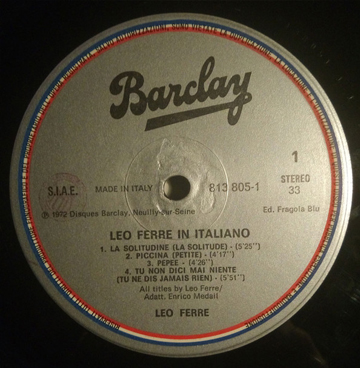 Barclay
S.I.A.E.
MADE IN ITALY
813 805-1
1
STEREO
33
℗ 1972 Disques Barclay, Neuilly-sur-Seine
Ed. Fragola Blu
LEO FERRE IN ITALIANO
1. LA SOLITUDINE (LA SOLITUDE) - (5'25'')
2. PICCINA (PETITE) - (4'17'')
3. PEPEE - (4'26'')
4. TU NON DICI MAI NIENTE
(TU NE DIS JAMAIS RIEN) - (5'51'')
All titles by Leo Ferre/
Adatt. Enrico Medail
LEO FERRE